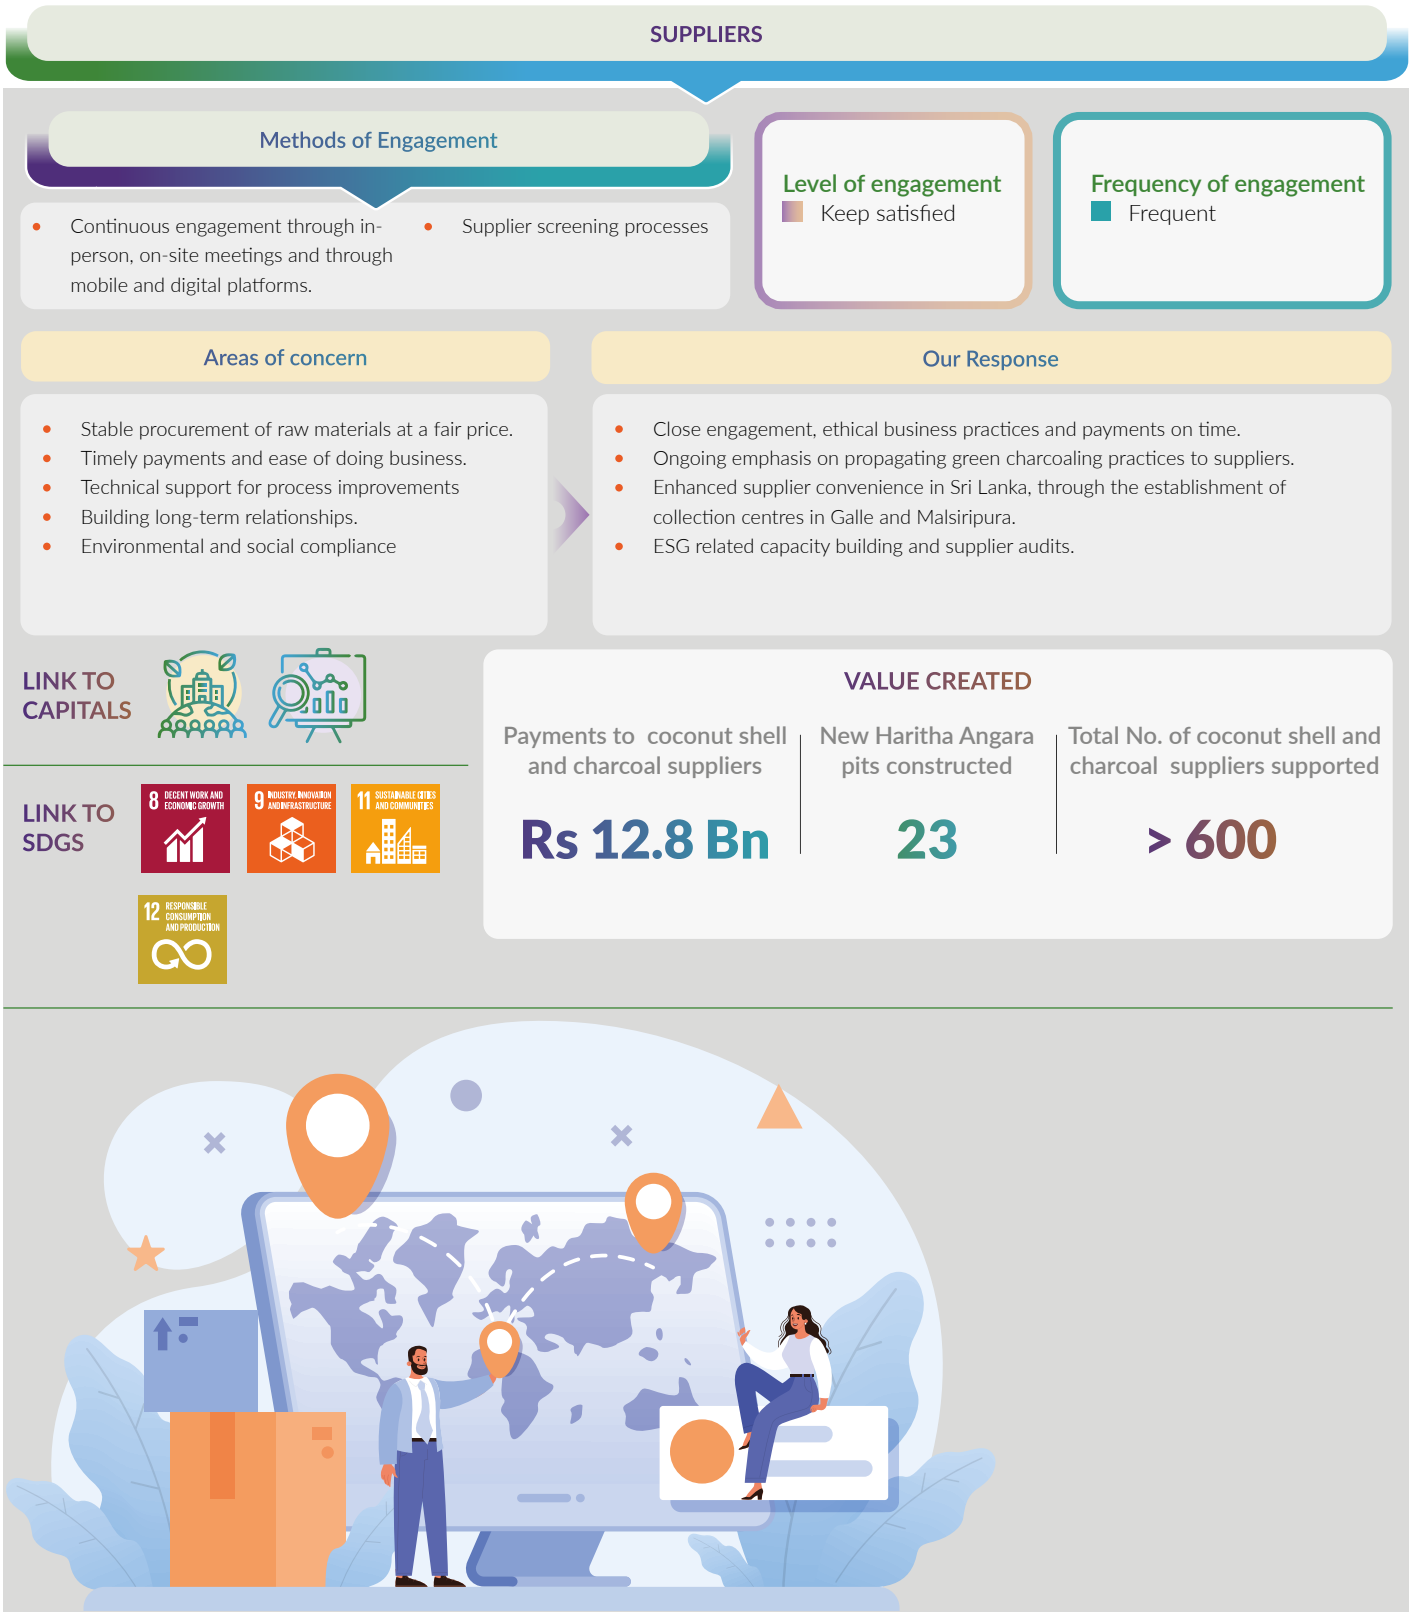 SUPPLIERS
Methods of Engagement
• Continuous engagement through in-
person, on-site meetings and through
mobile and digital platforms.
• Supplier screening processes
Level of engagement
Keep satisfied
Frequency of engagement
Frequent
Areas of concern
• Stable procurement of raw materials at a fair price.
• Timely payments and ease of doing business.
• Technical support for process improvements
• Building long-term relationships.
• Environmental and social compliance
Our Response
• Close engagement, ethical business practices and payments on time.
• Ongoing emphasis on propagating green charcoaling practices to suppliers.
• Enhanced supplier convenience in Sri Lanka, through the establishment of
collection centres in Galle and Malsiripura.
• ESG related capacity building and supplier audits.
LINK TO
CAPITALS
LINK TO
SDGS
8 DECENT WORK AND
ECONOMIC GROWTH
9 INDUSTRY, INNOVATION
AND INFRASTRUCTURE
11 SUSTAINABLE CITIES
AND COMMUNITIES
12 RESPONSIBLE
CONSUMPTION
AND PRODUCTION
VALUE CREATED
Payments to coconut shell
and charcoal suppliers
Rs 12.8 Bn
New Haritha Angara
pits constructed
23
Total No. of coconut shell and
charcoal suppliers supported
> 600